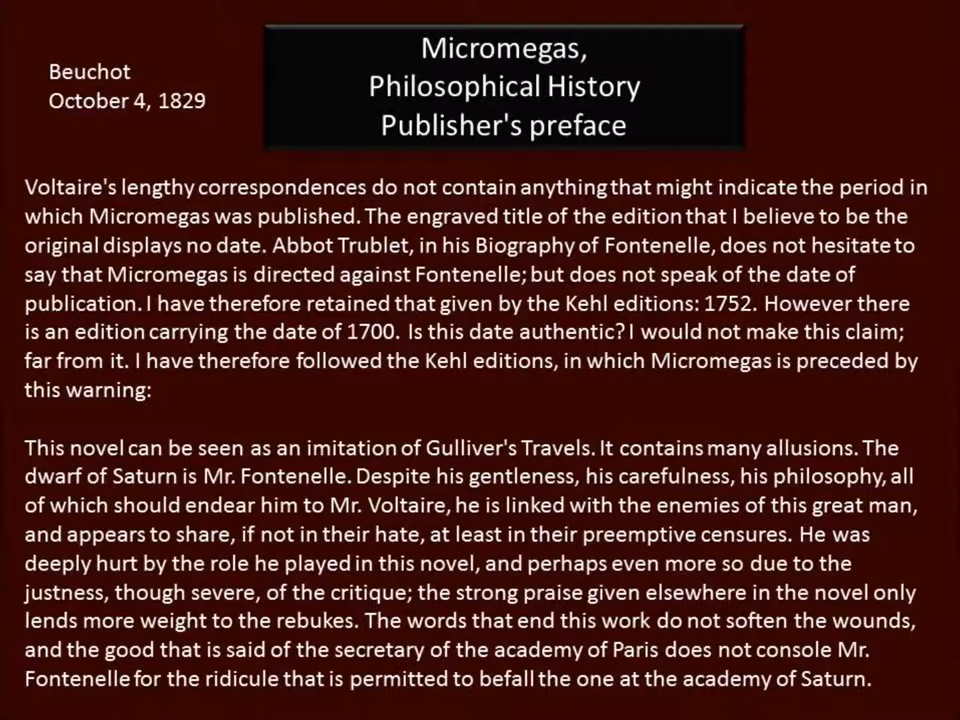 Beuchot
October 4, 1829
Micromegas,
Philosophical History
Publisher's preface
Voltaire's lengthy correspondences do not contain anything that might indicate the period in
which Micromegas was published. The engraved title of the edition that I believe to be the
original displays no date. Abbot Trublet, in his Biography of Fontenelle, does not hesitate to
say that Micromegas is directed against Fontenelle; but does not speak of the date of
publication. I have therefore retained that given by the Kehl editions: 1752. However there
is an edition carrying the date of 1700. Is this date authentic? I would not make this claim;
far from it. I have therefore followed the Kehl editions, in which Micromegas is preceded by
this warning:
This novel can be seen as an imitation of Gulliver's Travels. It contains many allusions. The
dwarf of Saturn is Mr. Fontenelle. Despite his gentleness, his carefulness, his philosophy, all
of which should endear him to Mr. Voltaire, he is linked with the enemies of this great man,
and appears to share, if not in their hate, at least in their preemptive censures. He was
deeply hurt by the role he played in this novel, and perhaps even more so due to the
justness, though severe, of the critique; the strong praise given elsewhere in the novel only
lends more weight to the rebukes. The words that end this work do not soften the wounds,
and the good that is said of the secretary of the academy of Paris does not console Mr.
Fontenelle for the ridicule that is permitted to befall the one at the academy of Saturn.